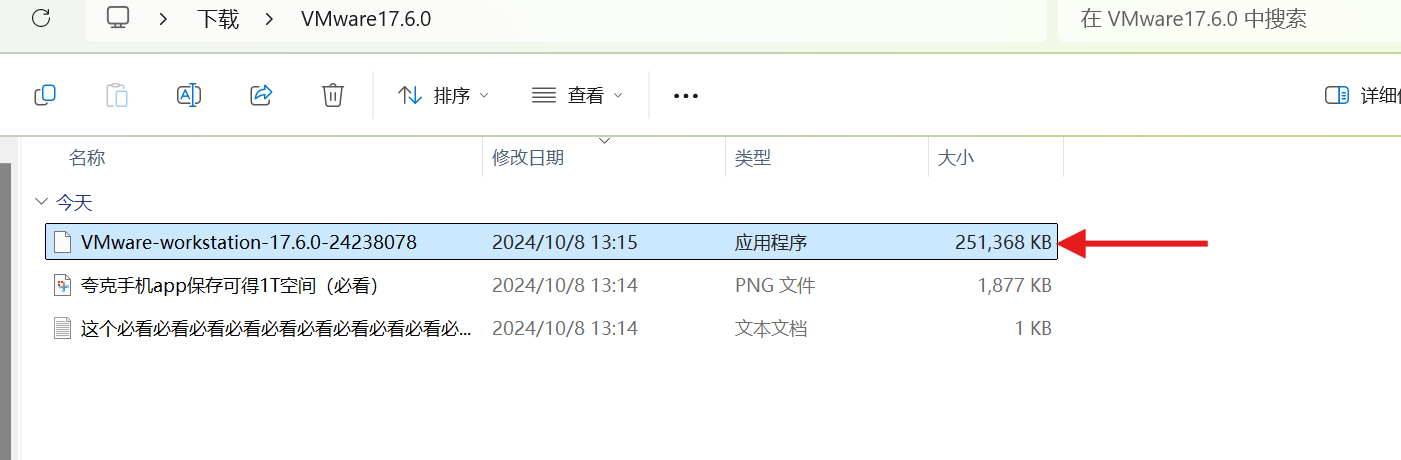 下载 VMware17.6.0 在 VMware17.6.0 中搜索
排序 查看 详细
名称 修改日期 类型 大小
今天
VMware-workstation-17.6.0-24238078 2024/10/8 13:15 应用程序 251,368 KB
夸克手机app保存可得1T空间（必看） 2024/10/8 13:14 PNG 文件 1,877 KB
这个必看必看必看必看必看必看必看必看必看必... 2024/10/8 13:14 文本文档 1 KB